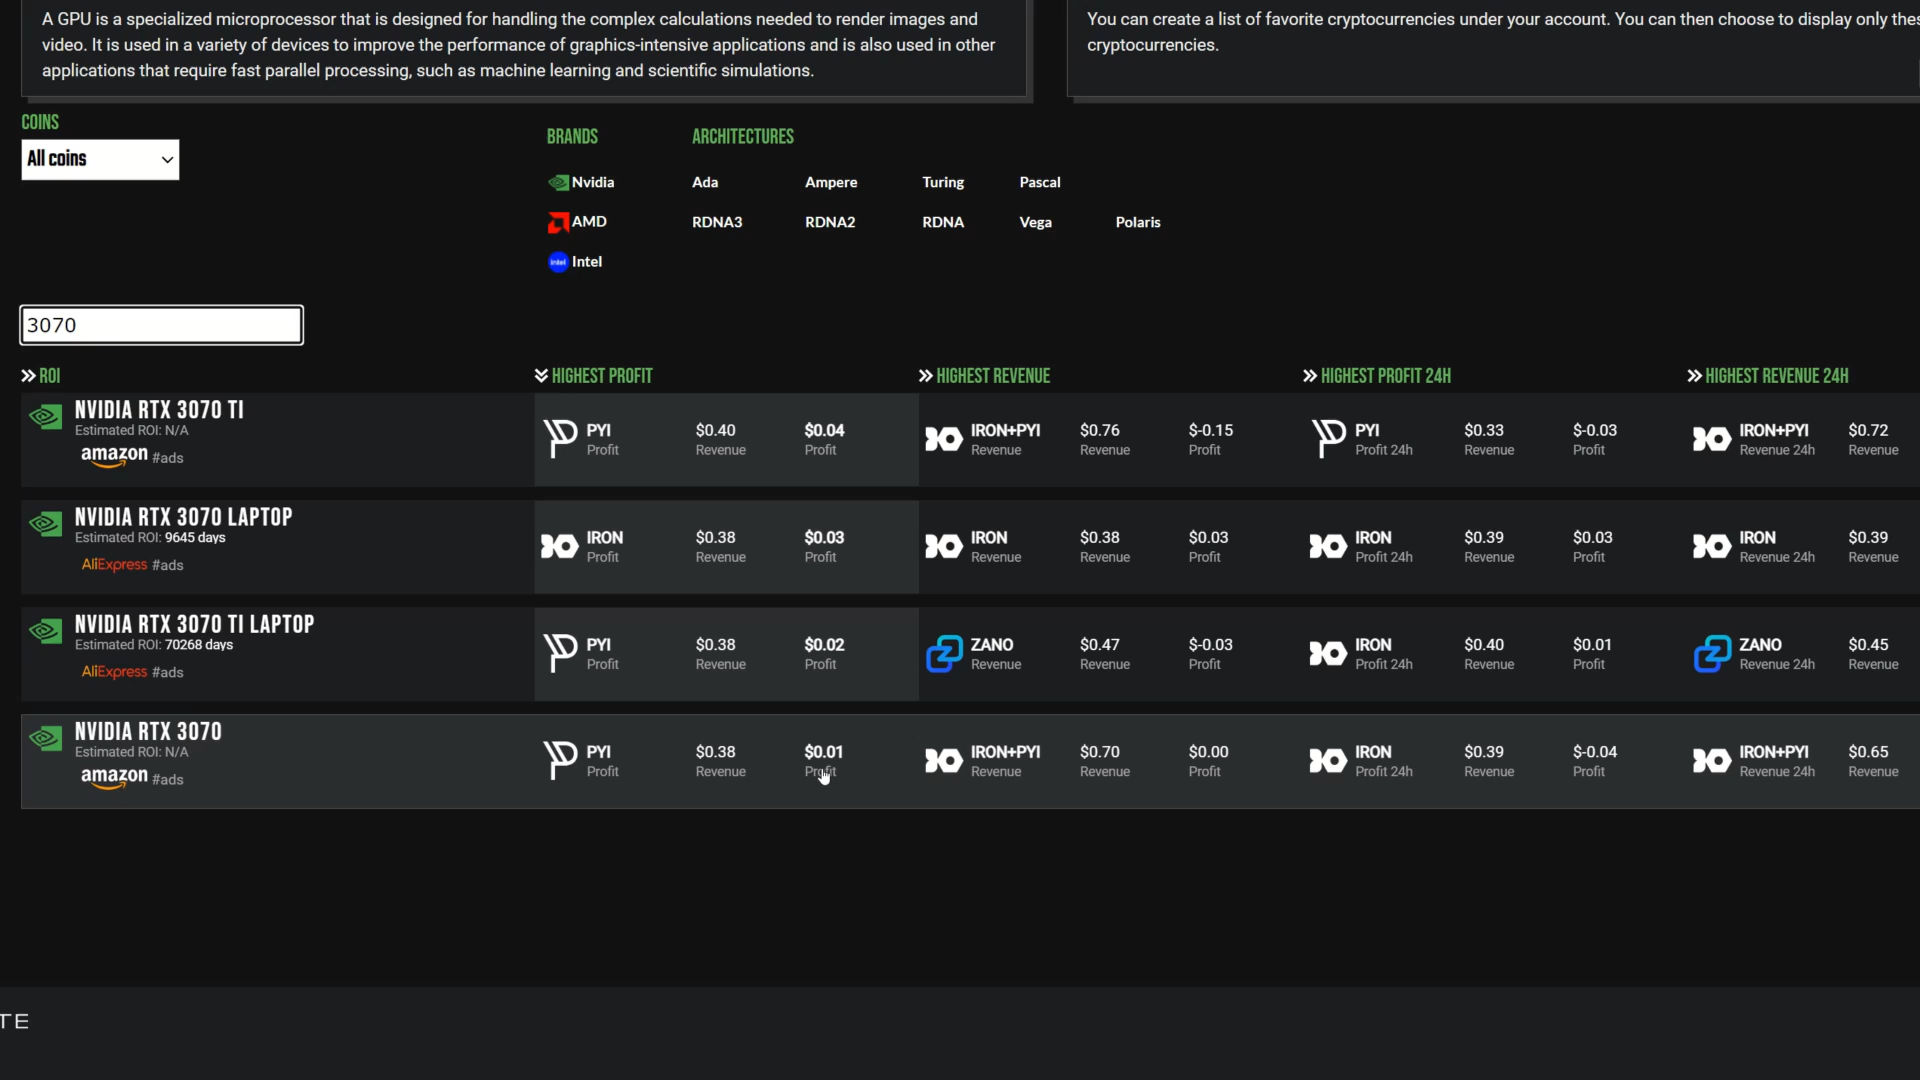 A GPU is a specialized microprocessor that is designed for handling the complex calculations needed to render images and
video. It is used in a variety of devices to improve the performance of graphics-intensive applications and is also used in other
applications that require fast parallel processing, such as machine learning and scientific simulations.
You can create a list of favorite cryptocurrencies under your account. You can then choose to display only
cryptocurrencies.
COINS
All coins
BRANDS ARCHITECTURES
Nvidia Ada Ampere Turing Pascal
AMD RDNA3 RDNA2 RDNA Vega Polaris
intel Intel
3070
ROI HIGHEST PROFIT HIGHEST REVENUE HIGHEST PROFIT 24H HIGHEST REVENUE 24H
NVIDIA RTX 3070 TI
Estimated ROI: N/A
amazon #ads
PYI $0.40 $0.04 IRON+PYI $0.76 $-0.15 PYI $0.33 $-0.03 IRON+PYI $0.72
Profit Revenue Profit Revenue Revenue Profit Profit 24h Revenue Profit Revenue 24h Revenue
NVIDIA RTX 3070 LAPTOP
Estimated ROI: 9645 days
AliExpress #ads
IRON $0.38 $0.03 IRON $0.38 $0.03 IRON $0.39 $0.03 IRON $0.39
Profit Revenue Profit Revenue Revenue Profit Profit 24h Revenue Profit Revenue 24h Revenue
NVIDIA RTX 3070 TI LAPTOP
Estimated ROI: 70268 days
AliExpress #ads
PYI $0.38 $0.02 ZANO $0.47 $-0.03 IRON $0.40 $0.01 ZANO $0.45
Profit Revenue Profit Revenue Revenue Profit Profit 24h Revenue Profit Revenue 24h Revenue
NVIDIA RTX 3070
Estimated ROI: N/A
amazon #ads
PYI $0.38 $0.01 IRON+PYI $0.70 $0.00 IRON $0.39 $-0.04 IRON+PYI $0.65
Profit Revenue Profit Revenue Revenue Profit Profit 24h Revenue Profit Revenue 24h Revenue
TE